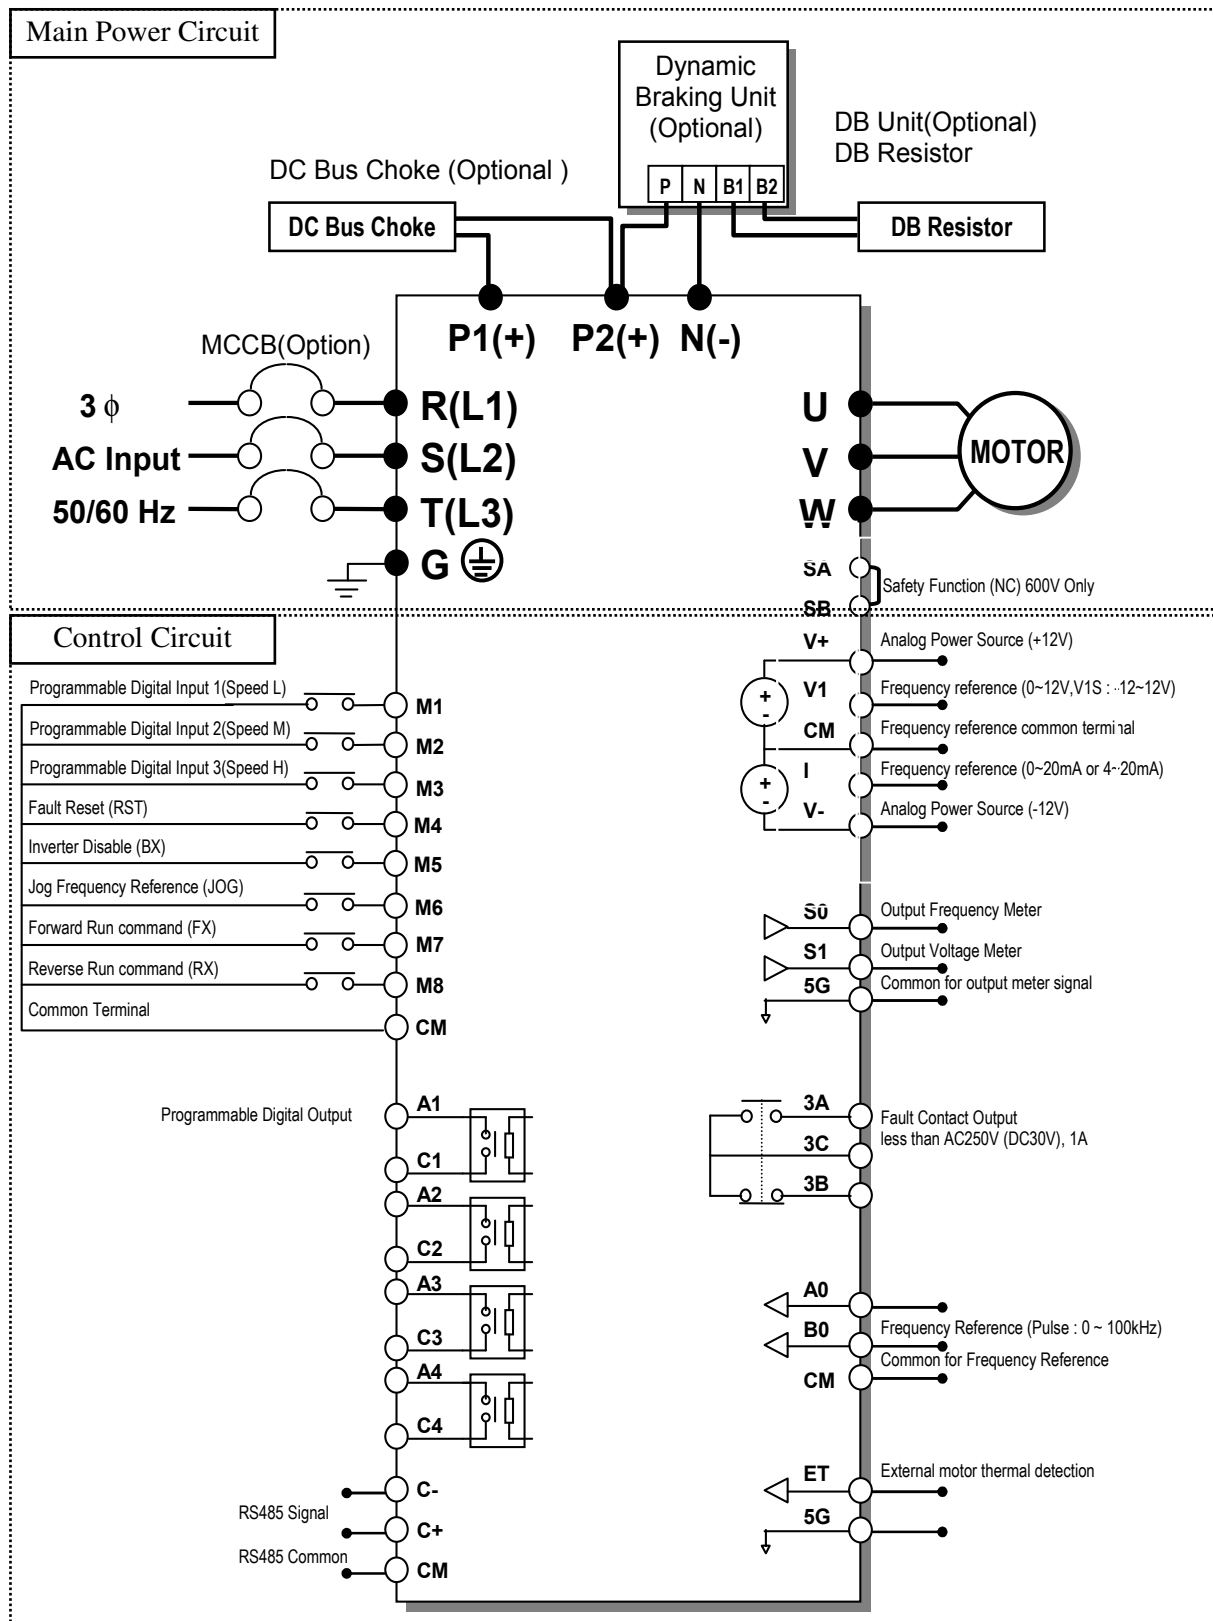 Main Power Circuit
Dynamic
Braking Unit
(Optional)
P N B1 B2
DB Unit(Optional)
DB Resistor
DC Bus Choke (Optional )
DC Bus Choke
DB Resistor
P1(+) P2(+) N(-)
MCCB(Option)
3 ϕ
R(L1)
U
AC Input
S(L2)
V
MOTOR
50/60 Hz
T(L3)
W
G
SA
Safety Function (NC) 600V Only
SB
Control Circuit
V+
Analog Power Source (+12V)
Programmable Digital Input 1(Speed L)
M1
+
-
V1
Frequency reference (0~12V,V1S : -12~12V)
Programmable Digital Input 2(Speed M)
M2
CM
Frequency reference common terminal
Programmable Digital Input 3(Speed H)
M3
+
-
I
Frequency reference (0~20mA or 4~20mA)
Fault Reset (RST)
M4
V-
Analog Power Source (-12V)
Inverter Disable (BX)
M5
Jog Frequency Reference (JOG)
M6
S0
Output Frequency Meter
Forward Run command (FX)
M7
S1
Output Voltage Meter
Reverse Run command (RX)
M8
5G
Common for output meter signal
Common Terminal
CM
Programmable Digital Output
A1
3A
Fault Contact Output
less than AC250V (DC30V), 1A
C1
3C
A2
3B
C2
A3
A0
C3
B0
Frequency Reference (Pulse : 0 ~ 100kHz)
A4
CM
Common for Frequency Reference
C4
C-
ET
External motor thermal detection
RS485 Signal
C+
5G
RS485 Common
CM